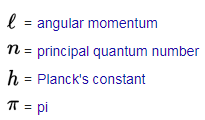 ℓ = angular momentum
n = principal quantum number
h = Planck's constant
π = pi